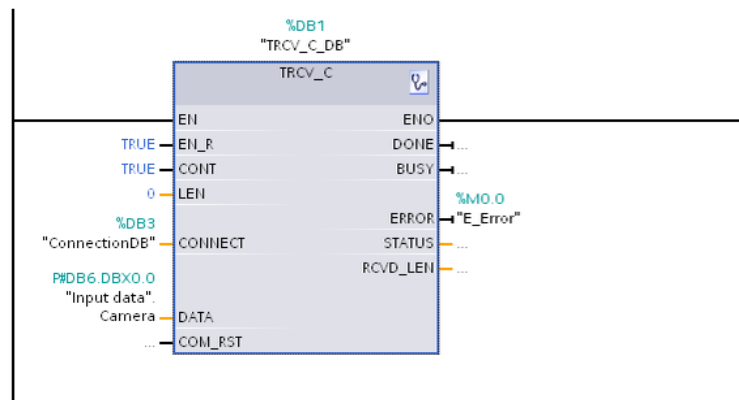 %DB1
"TRCV_C_DB"
TRCV_C
EN ENO
TRUE EN_R DONE ...
TRUE CONT BUSY ...
0 LEN
%M0.0
ERROR "E_Error"
%DB3
"ConnectionDB" CONNECT STATUS ...
RCVD_LEN ...
P#DB6.DBX0.0
"Input data".
Camera DATA
... COM_RST